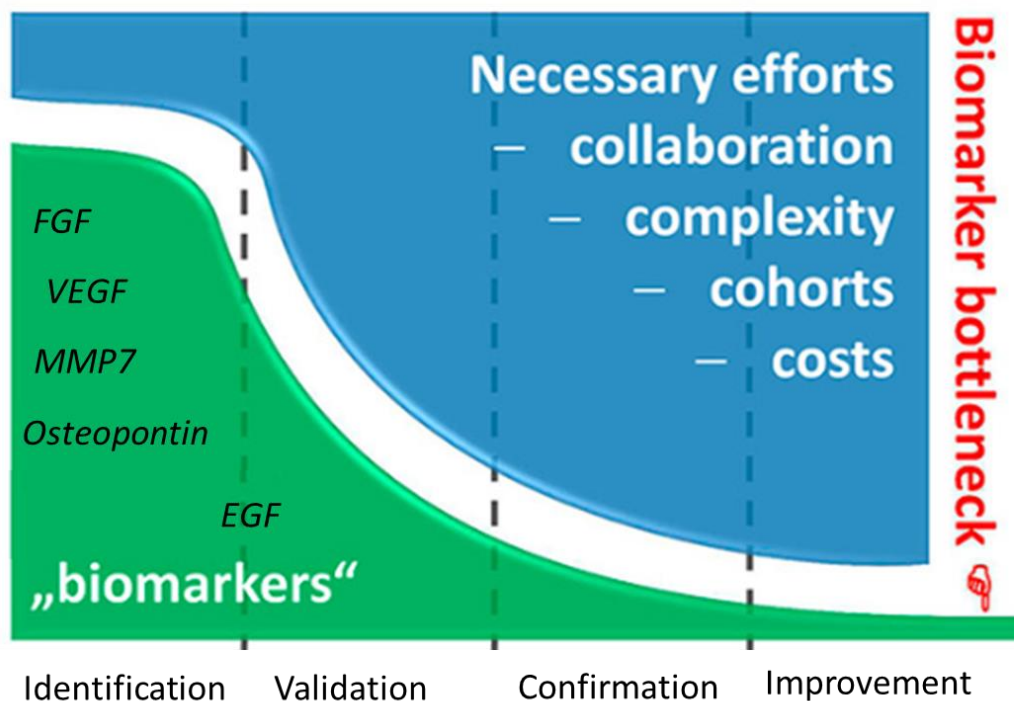 Necessary efforts
– collaboration
– complexity
– cohorts
– costs
Biomarker bottleneck
FGF
VEGF
MMP7
Osteopontin
EGF
„biomarkers“
Identification
Validation
Confirmation
Improvement